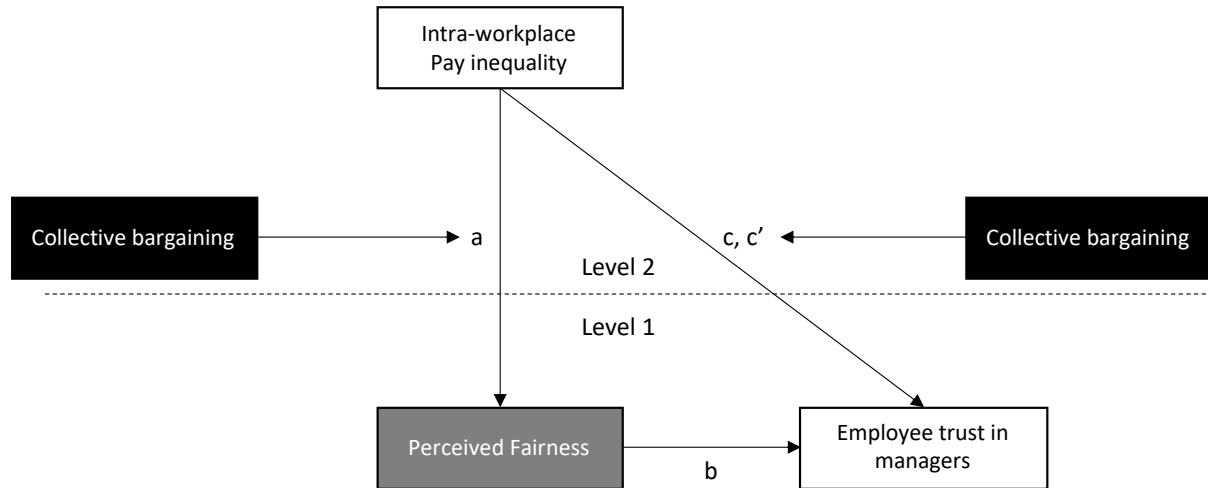 Intra-workplace
Pay inequality
Collective bargaining
a
c, c’
Collective bargaining
Level 2
Level 1
Perceived Fairness
b
Employee trust in
managers